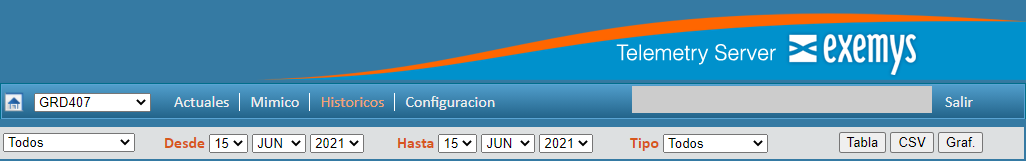 Telemetry Server exemys
GRD407 Actuales Mimico Historicos Configuracion Salir
Todos Desde 15 JUN 2021 Hasta 15 JUN 2021 Tipo Todos Tabla CSV Graf.